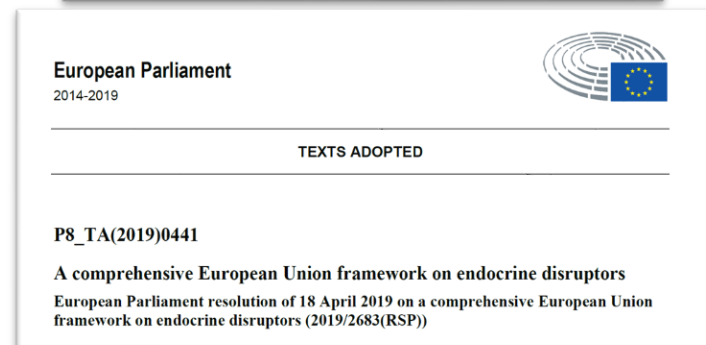 European Parliament
2014-2019
TEXTS ADOPTED
P8_TA(2019)0441
A comprehensive European Union framework on endocrine disruptors
European Parliament resolution of 18 April 2019 on a comprehensive European Union
framework on endocrine disruptors (2019/2683(RSP))